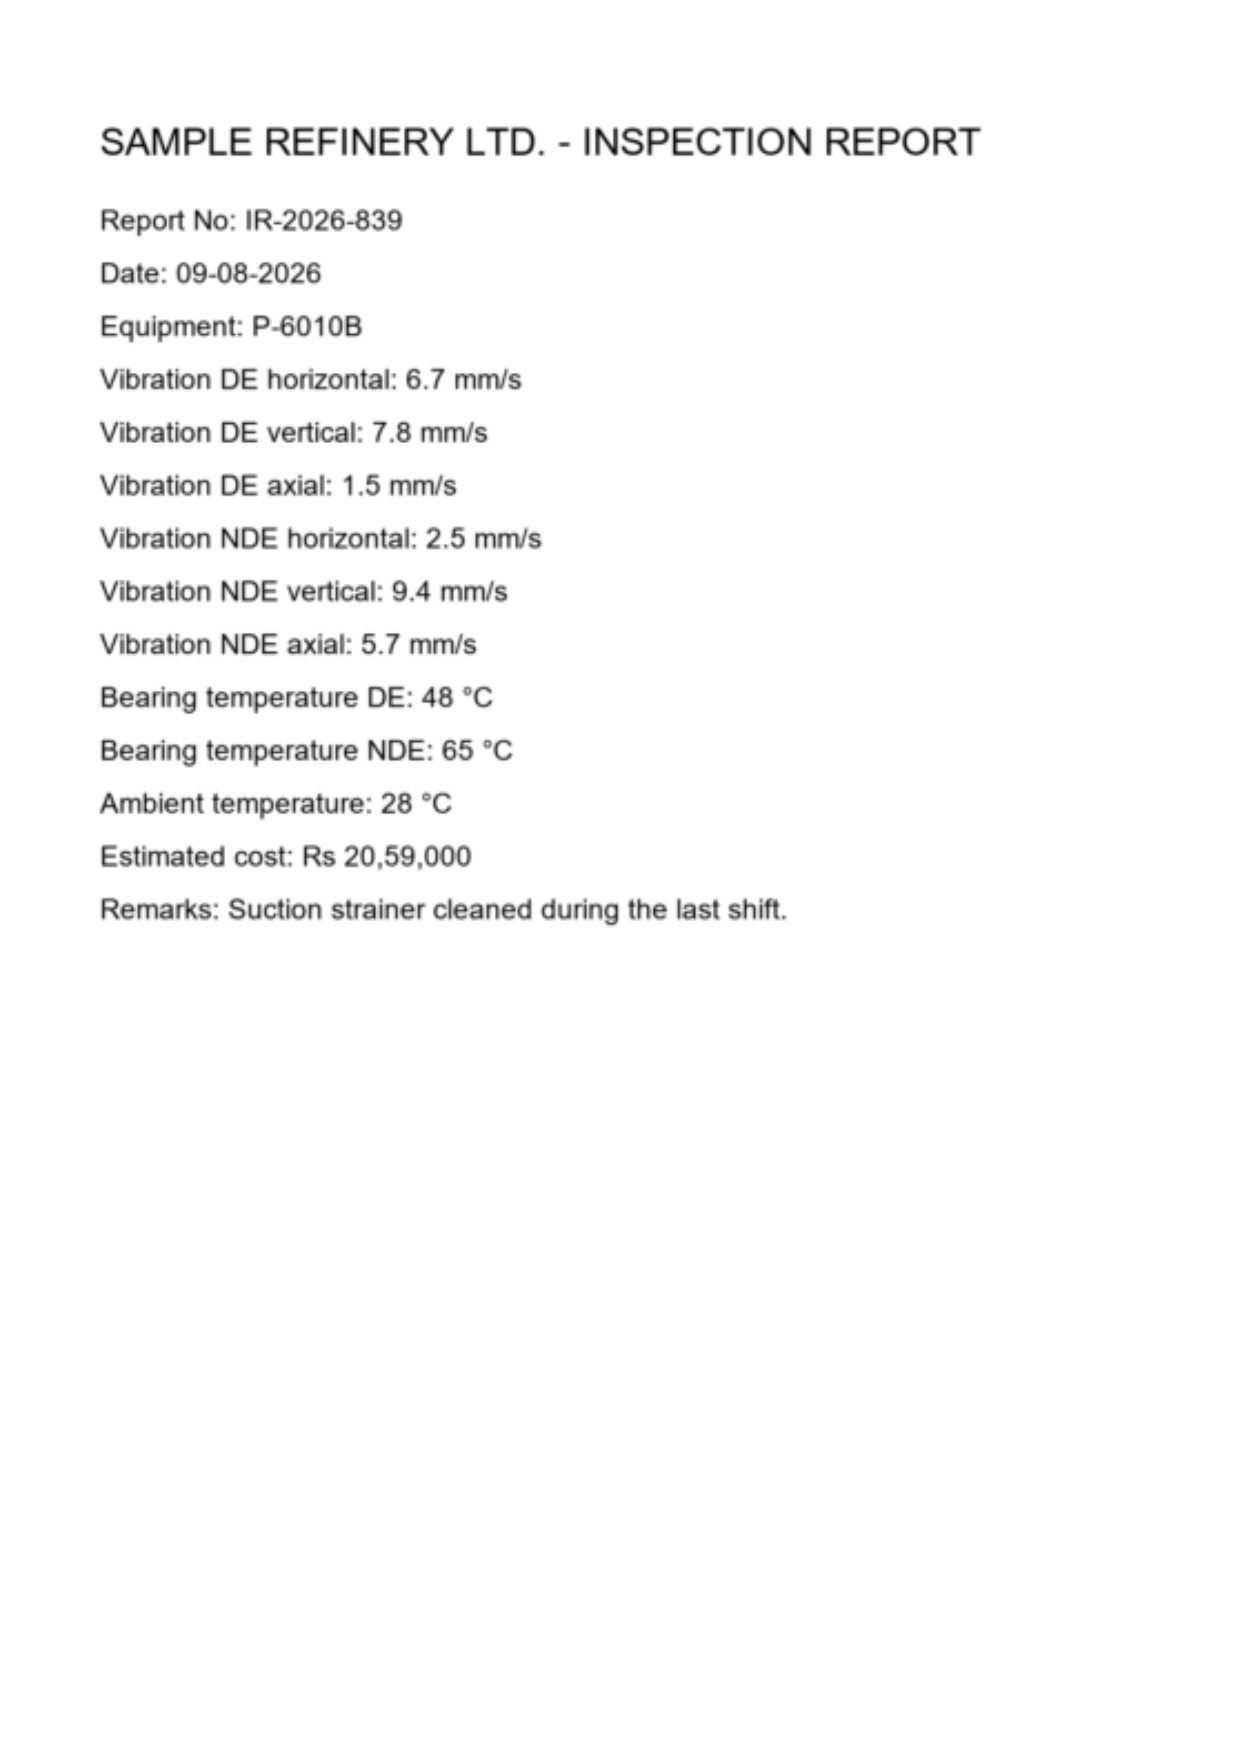 SAMPLE REFINERY LTD. - INSPECTION REPORT
Report No: IR-2026-839
Date: 09-08-2026
Equipment: P-6010B
Vibration DE horizontal: 6.7 mm/s
Vibration DE vertical: 7.8 mm/s
Vibration DE axial: 1.5 mm/s
Vibration NDE horizontal: 2.5 mm/s
Vibration NDE vertical: 9.4 mm/s
Vibration NDE axial: 5.7 mm/s
Bearing temperature DE: 48 °C
Bearing temperature NDE: 65 °C
Ambient temperature: 28 °C
Estimated cost: Rs 20,59,000
Remarks: Suction strainer cleaned during the last shift.